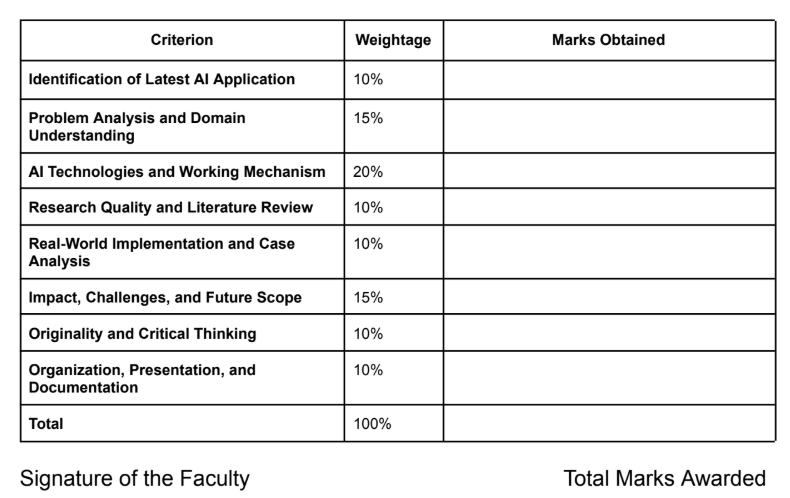 Criterion Weightage Marks Obtained
Identification of Latest AI Application 10%
Problem Analysis and Domain 15%
Understanding
AI Technologies and Working Mechanism 20%
Research Quality and Literature Review 10%
Real-World Implementation and Case 10%
Analysis
Impact, Challenges, and Future Scope 15%
Originality and Critical Thinking 10%
Organization, Presentation, and 10%
Documentation
Total 100%
Signature of the Faculty Total Marks Awarded